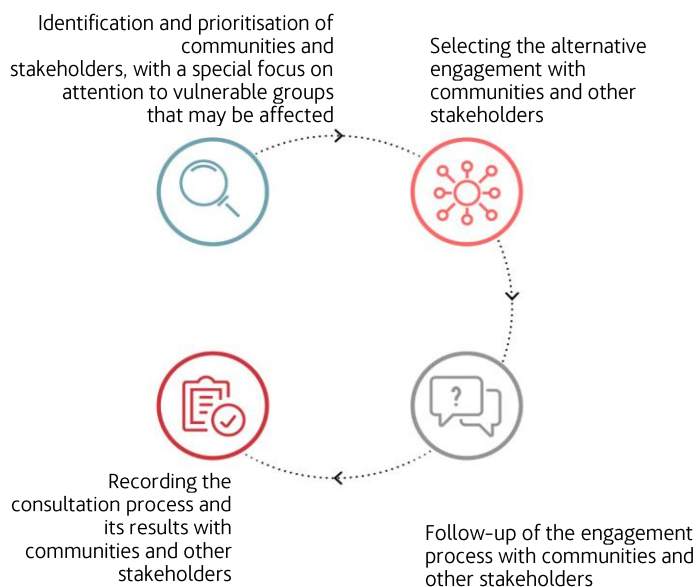 Identification and prioritisation of
communities and
stakeholders, with a special focus on
attention to vulnerable groups
that may be affected
Selecting the alternative
engagement with
communities and other
stakeholders
?
Recording the
consultation process and
its results with
communities and other
stakeholders
Follow-up of the engagement
process with communities and
other stakeholders